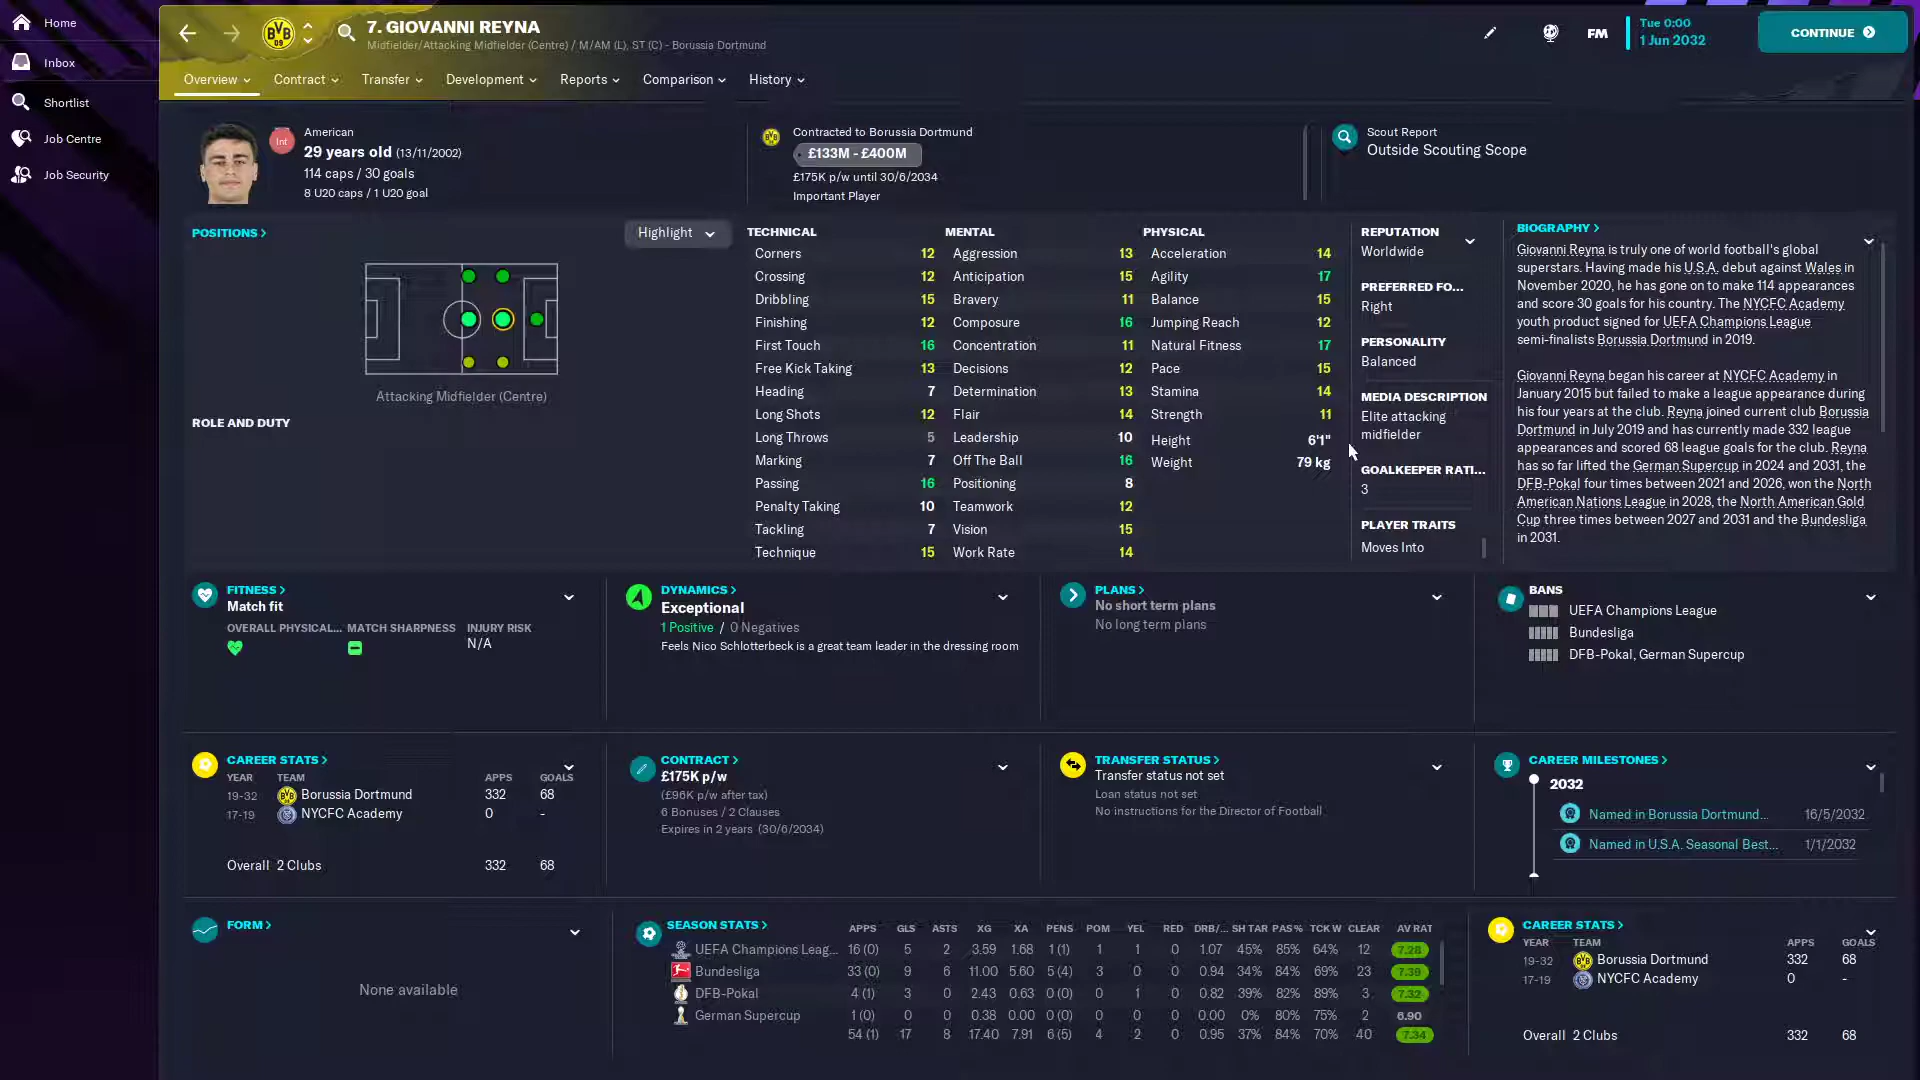 Home
Inbox
Shortlist
Job Centre
Job Security
7. GIOVANNI REYNA
Midfielder/Attacking Midfielder (Centre) / M/AM (L), ST (C) - Borussia Dortmund
FM
Tue 0:00
1 Jun 2032
CONTINUE
Overview
Contract
Transfer
Development
Reports
Comparison
History
Int
American
29 years old (13/11/2002)
114 caps / 30 goals
8 U20 caps / 1 U20 goal
Contracted to Borussia Dortmund
£133M - £400M
£175K p/w until 30/6/2034
Important Player
Scout Report
Outside Scouting Scope
POSITIONS >
Highlight
Attacking Midfielder (Centre)
ROLE AND DUTY
TECHNICAL
Corners 12
Crossing 12
Dribbling 15
Finishing 12
First Touch 16
Free Kick Taking 13
Heading 7
Long Shots 12
Long Throws 5
Marking 7
Passing 16
Penalty Taking 10
Tackling 7
Technique 15
MENTAL
Aggression 13
Anticipation 15
Bravery 11
Composure 16
Concentration 11
Decisions 12
Determination 13
Flair 14
Leadership 10
Off The Ball 16
Positioning 8
Teamwork 12
Vision 15
Work Rate 14
PHYSICAL
Acceleration 14
Agility 17
Balance 15
Jumping Reach 12
Natural Fitness 17
Pace 15
Stamina 14
Strength 11
Height 6'1"
Weight 79 kg
REPUTATION
Worldwide
PREFERRED FO...
Right
PERSONALITY
Balanced
MEDIA DESCRIPTION
Elite attacking
midfielder
GOALKEEPER RATI...
3
PLAYER TRAITS
Moves Into
BIOGRAPHY >
Giovanni Reyna is truly one of world football's global
superstars. Having made his U.S.A. debut against Wales in
November 2020, he has gone on to make 114 appearances
and score 30 goals for his country. The NYCFC Academy
youth product signed for UEFA Champions League
semi-finalists Borussia Dortmund in 2019.
Giovanni Reyna began his career at NYCFC Academy in
January 2015 but failed to make a league appearance during
his four years at the club. Reyna joined current club Borussia
Dortmund in July 2019 and has currently made 332 league
appearances and scored 68 league goals for the club. Reyna
has so far lifted the German Supercup in 2024 and 2031, the
DFB-Pokal four times between 2021 and 2026, won the North
American Nations League in 2028, the North American Gold
Cup three times between 2027 and 2031 and the Bundesliga
in 2031.
FITNESS >
Match fit
OVERALL PHYSICAL... MATCH SHARPNESS INJURY RISK
N/A
DYNAMICS >
Exceptional
1 Positive / 0 Negatives
Feels Nico Schlotterbeck is a great team leader in the dressing room
PLANS >
No short term plans
No long term plans
BANS
UEFA Champions League
Bundesliga
DFB-Pokal, German Supercup
CAREER STATS >
YEAR TEAM APPS GOALS
19-32 Borussia Dortmund 332 68
17-19 NYCFC Academy 0 -
Overall 2 Clubs 332 68
CONTRACT >
£175K p/w
(£96K p/w after tax)
6 Bonuses / 2 Clauses
Expires in 2 years (30/6/2034)
TRANSFER STATUS >
Transfer status not set
Loan status not set
No instructions for the Director of Football
CAREER MILESTONES >
2032
Named in Borussia Dortmund... 16/5/2032
Named in U.S.A. Seasonal Best... 1/1/2032
FORM >
None available
SEASON STATS > APPS GLS ASTS XG XA PENS POM YEL RED DRB/... SH TAR PAS % TCK W CLEAR AV RAT
UEFA Champions Leag... 16 (0) 5 2 3.59 1.68 1 (1) 1 1 0 1.07 45% 85% 64% 12 7.28
Bundesliga 33 (0) 9 6 11.00 5.60 5 (4) 3 0 0 0.94 34% 84% 69% 23 7.39
DFB-Pokal 4 (1) 3 0 2.43 0.63 0 (0) 0 1 0 0.82 39% 82% 89% 3 7.32
German Supercup 1 (0) 0 0 0.38 0.00 0 (0) 0 0 0 0.00 0% 80% 75% 2 6.90
54 (1) 17 8 17.40 7.91 6 (5) 4 2 0 0.95 37% 84% 70% 40 7.34
CAREER STATS >
YEAR TEAM APPS GOALS
19-32 Borussia Dortmund 332 68
17-19 NYCFC Academy 0 -
Overall 2 Clubs 332 68